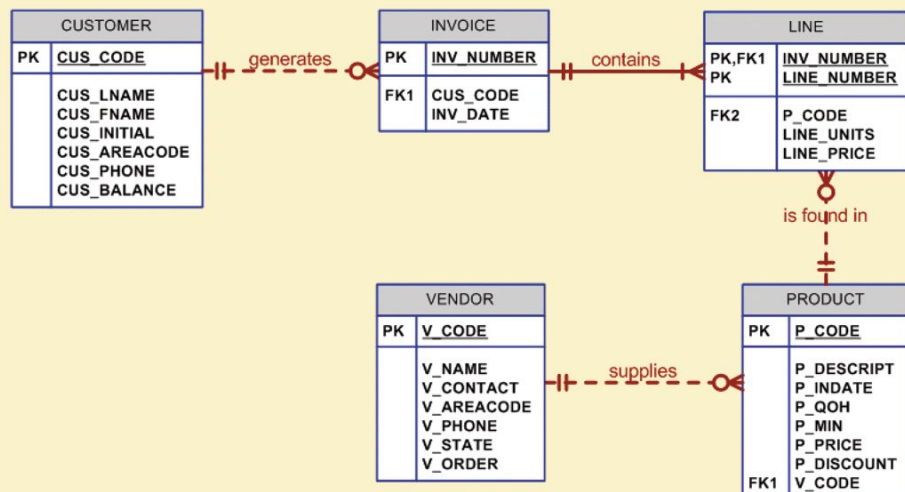 CUSTOMER
PK CUS_CODE
CUS_LNAME
CUS_FNAME
CUS_INITIAL
CUS_AREACODE
CUS_PHONE
CUS_BALANCE
generates
INVOICE
PK INV_NUMBER
FK1 CUS_CODE
INV_DATE
contains
LINE
PK,FK1 INV_NUMBER
PK LINE_NUMBER
FK2 P_CODE
LINE_UNITS
LINE_PRICE
is found in
VENDOR
PK V_CODE
V_NAME
V_CONTACT
V_AREACODE
V_PHONE
V_STATE
V_ORDER
supplies
PRODUCT
PK P_CODE
P_DESCRIPT
P_INDATE
P_QOH
P_MIN
P_PRICE
P_DISCOUNT
FK1 V_CODE